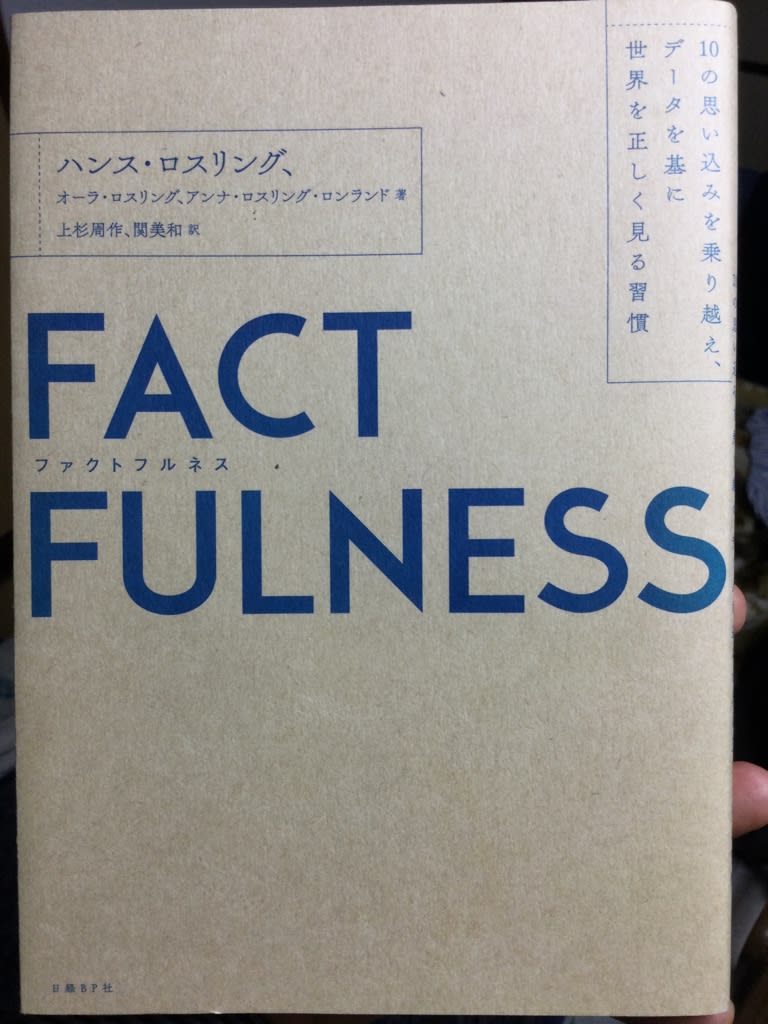 10の思い込みを乗り越え、
データを基に
世界を正しく見る習慣
ハンス・ロスリング、
オーラ・ロスリング、アンナ・ロスリング・ロンランド 著
上杉周作、関美和 訳
FACT
ファクトフルネス
FULNESS
日経BP社